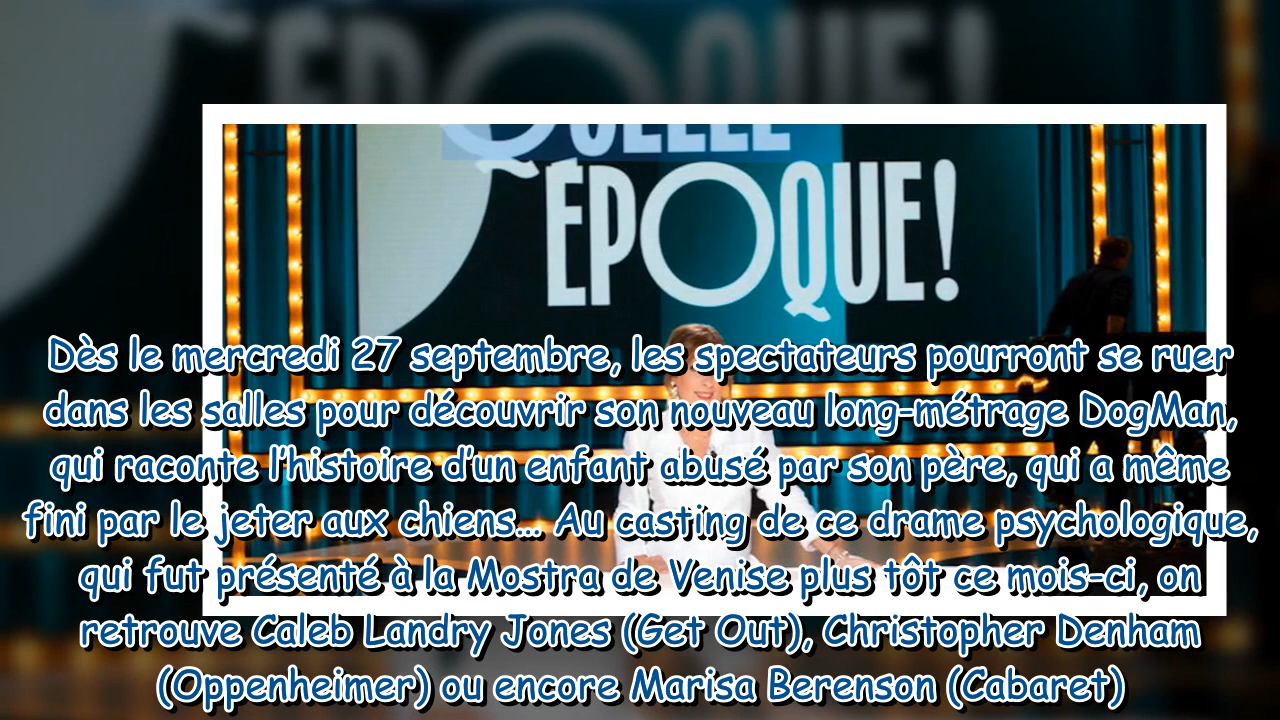 ÉPOQUE!
QUELLE
ÉPOQUE!
Dès le mercredi 27 septembre, les spectateurs pourront se ruer
dans les salles pour découvrir son nouveau long-métrage DogMan,
qui raconte l'histoire d'un enfant abusé par son père, qui a même
fini par le jeter aux chiens... Au casting de ce drame psychologique,
qui fut présenté à la Mostra de Venise plus tôt ce mois-ci, on
retrouve Caleb Landry Jones (Get Out), Christopher Denham
(Oppenheimer) ou encore Marisa Berenson (Cabaret)